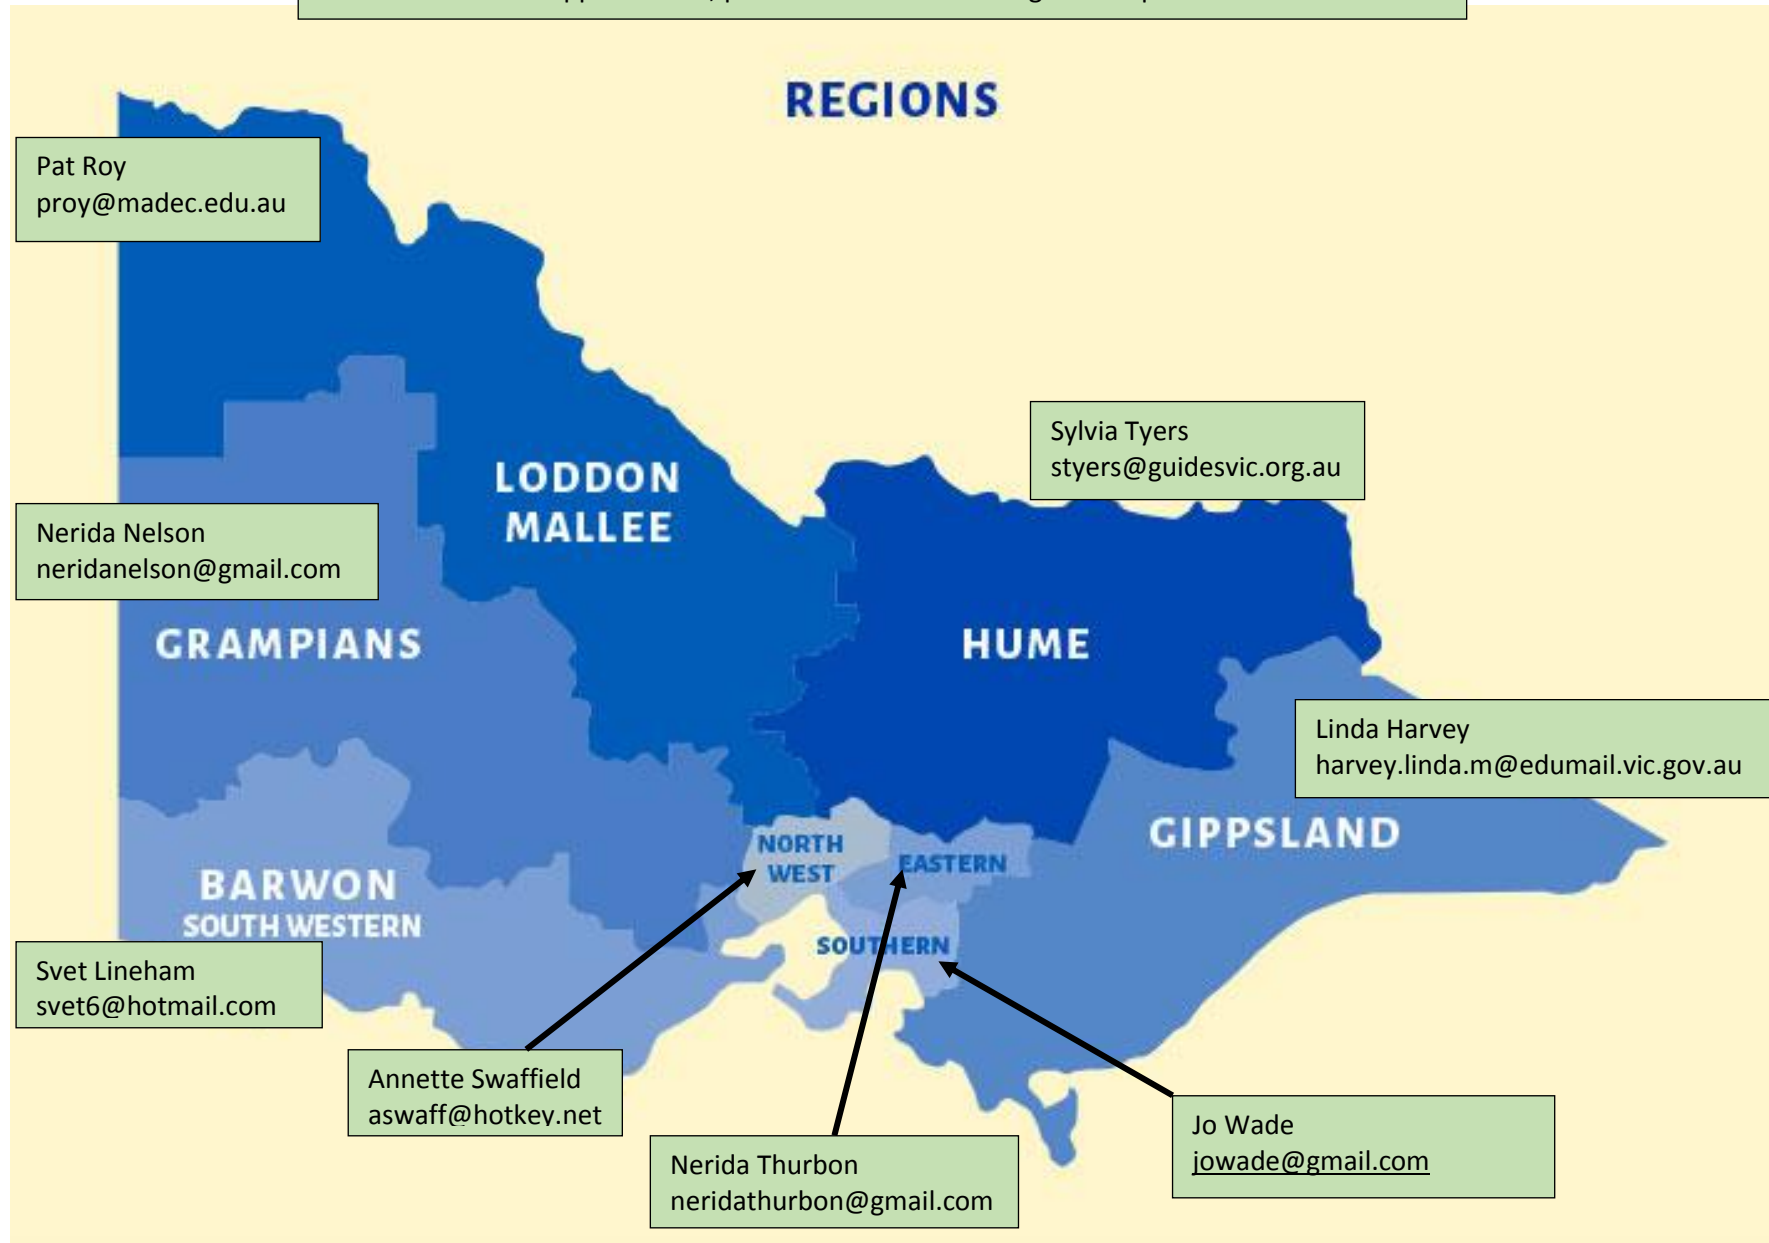 REGIONS
Pat Roy
proy@madec.edu.au
Sylvia Tyers
styers@guidesvic.org.au
LODDON
MALLEE
Nerida Nelson
neridanelson@gmail.com
GRAMPIANS
HUME
Linda Harvey
harvey.linda.m@edumail.vic.gov.au
GIPPSLAND
NORTH
WEST
EASTERN
BARWON
SOUTH WESTERN
SOUTHERN
Svet Lineham
svet6@hotmail.com
Annette Swaffield
aswaff@hotkey.net
Jo Wade
jowade@gmail.com
Nerida Thurbon
neridathurbon@gmail.com